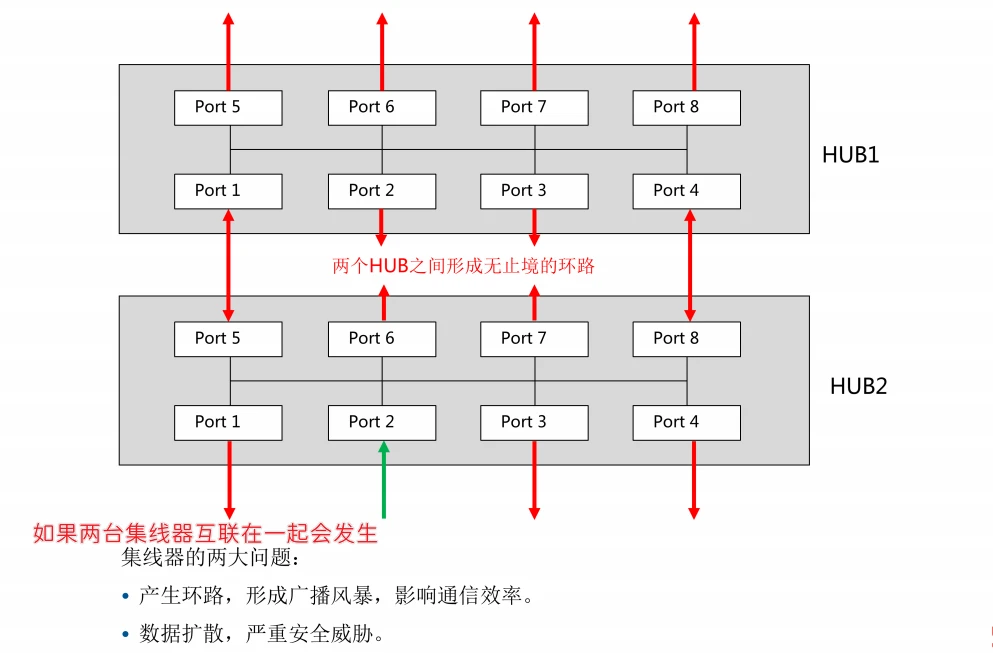 Port 5 Port 6 Port 7 Port 8
HUB1
Port 1 Port 2 Port 3 Port 4
两个HUB之间形成无止境的环路
Port 5 Port 6 Port 7 Port 8
HUB2
Port 1 Port 2 Port 3 Port 4
如果两台集线器互联在一起会发生
集线器的两大问题：
• 产生环路，形成广播风暴，影响通信效率。
• 数据扩散，严重安全威胁。